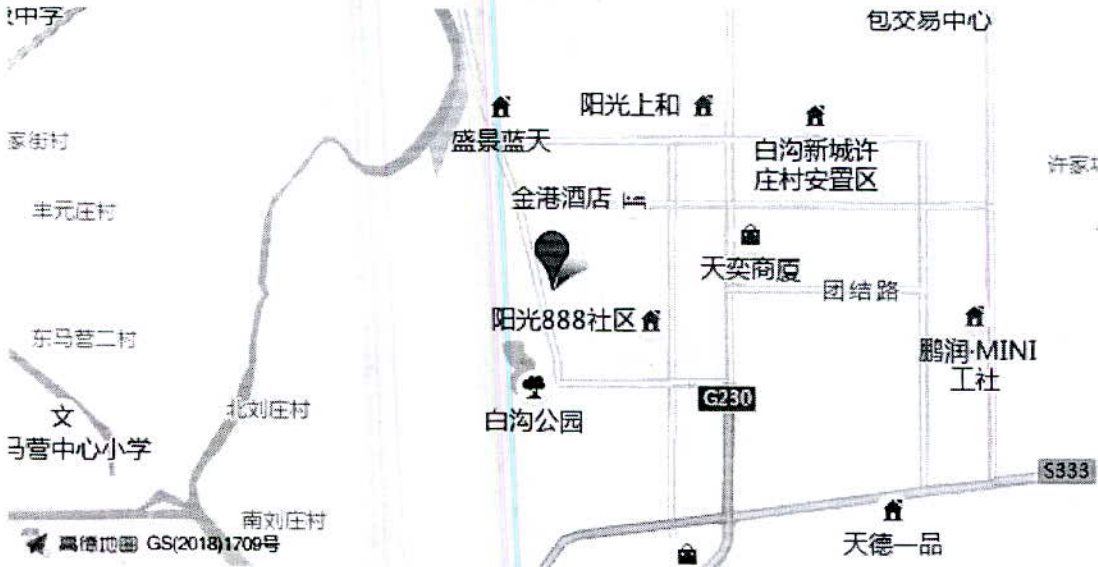 中字
包交易中心
阳光上和
盛景蓝天
白沟新城许
庄村安置区
家街村
许家
金港酒店
丰元庄村
天奕商厦
团结路
阳光888社区
东马营二村
鹏润·MINI
工社
G230
北刘庄村
白沟公园
文
马营中心小学
S333
南刘庄村
高德地图 GS(2018)1709号
天德一品